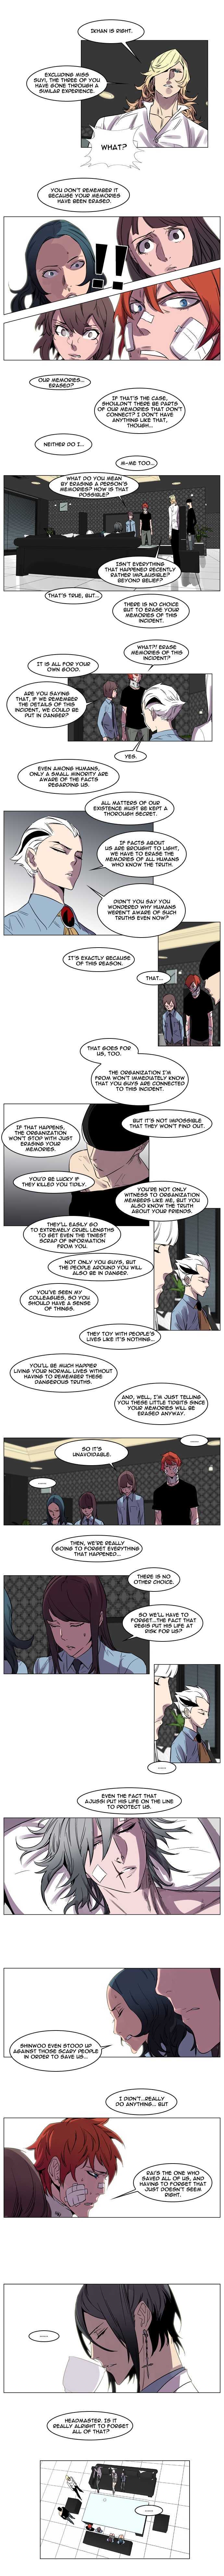 IKHAN IS RIGHT.
EXCLUDING MISS
SUYI, THE THREE OF YOU
HAVE GONE THROUGH A
SIMILAR EXPERIENCE.
WHAT?
YOU DON'T REMEMBER IT
BECAUSE YOUR MEMORIES
HAVE BEEN ERASED.
!!
OUR MEMORIES...
ERASED?
IF THAT'S THE CASE,
SHOULDN'T THERE BE PARTS
OF OUR MEMORIES THAT DON'T
CONNECT? I DON'T HAVE
ANYTHING LIKE THAT,
THOUGH...
NEITHER DO I...
M-ME TOO...
WHAT DO YOU MEAN
BY ERASING A PERSON'S
MEMORIES? HOW IS THAT
POSSIBLE?
ISN'T EVERYTHING
THAT HAPPENED RECENTLY
RATHER IMPLAUSIBLE?
BEYOND BELIEF?
THAT'S TRUE, BUT...
THERE IS NO CHOICE
BUT TO ERASE YOUR
MEMORIES OF THIS
INCIDENT.
WHAT?! ERASE
MEMORIES OF THIS
INCIDENT?
IT IS ALL FOR YOUR
OWN GOOD.
ARE YOU SAYING
THAT, IF WE REMEMBER
THE DETAILS OF THIS
INCIDENT, WE COULD BE
PUT IN DANGER?
YES.
EVEN AMONG HUMANS,
ONLY A SMALL MINORITY ARE
AWARE OF THE FACTS
REGARDING US.
ALL MATTERS OF OUR
EXISTENCE MUST BE KEPT A
THOROUGH SECRET.
IF FACTS ABOUT
US ARE BROUGHT TO LIGHT,
WE HAVE TO ERASE THE
MEMORIES OF ALL HUMANS
WHO KNOW THE TRUTH.
DIDN'T YOU SAY YOU
WONDERED WHY HUMANS
WEREN'T AWARE OF SUCH
TRUTHS EVEN NOW?
IT'S EXACTLY BECAUSE
OF THIS REASON.
THAT...
THAT GOES FOR
US, TOO.
THE ORGANIZATION I'M
FROM WON'T IMMEDIATELY KNOW
THAT YOU GUYS ARE CONNECTED
TO THIS INCIDENT.
BUT IT'S NOT IMPOSSIBLE
THAT THEY WON'T FIND OUT.
IF THAT HAPPENS,
THE ORGANIZATION
WON'T STOP WITH JUST
ERASING YOUR
MEMORIES.
YOU'D BE LUCKY IF
THEY KILLED YOU TIDILY.
YOU'RE NOT ONLY
WITNESS TO ORGANIZATION
MEMBERS LIKE ME, BUT YOU
ALSO KNOW THE TRUTH
ABOUT YOUR FRIENDS.
THEY'LL EASILY GO
TO EXTREMELY CRUEL LENGTHS
TO GET EVEN THE TINIEST
SCRAP OF INFORMATION
FROM YOU.
NOT ONLY YOU GUYS, BUT
THE PEOPLE AROUND YOU WILL
ALSO BE IN DANGER.
YOU'VE SEEN MY
COLLEAGUES, SO YOU
SHOULD HAVE A SENSE
OF THINGS.
THEY TOY WITH PEOPLE'S
LIVES LIKE IT'S NOTHING...
YOU'LL BE MUCH HAPPIER
LIVING YOUR NORMAL LIVES WITHOUT
HAVING TO REMEMBER THESE
DANGEROUS TRUTHS.
AND, WELL, I'M JUST TELLING
YOU THESE LITTLE TIDBITS SINCE
YOUR MEMORIES WILL BE
ERASED ANYWAY.
......
SO IT'S
UNAVOIDABLE.
......
THEN, WE'RE REALLY
GOING TO FORGET EVERYTHING
THAT HAPPENED...
THERE IS NO
OTHER CHOICE.
SO WE'LL HAVE TO
FORGET...THE FACT THAT
REGIS PUT HIS LIFE AT
RISK FOR US?
......
EVEN THE FACT THAT
AJUSSI PUT HIS LIFE ON THE LINE
TO PROTECT US.
SHINWOO EVEN STOOD UP
AGAINST THOSE SCARY PEOPLE
IN ORDER TO SAVE US...
I DIDN'T...REALLY
DO ANYTHING... BUT
RAI'S THE ONE WHO
SAVED ALL OF US, AND
HAVING TO FORGET THAT
JUST DOESN'T SEEM
RIGHT.
......
HEADMASTER. IS IT
REALLY ALRIGHT TO FORGET
ALL OF THAT?
......